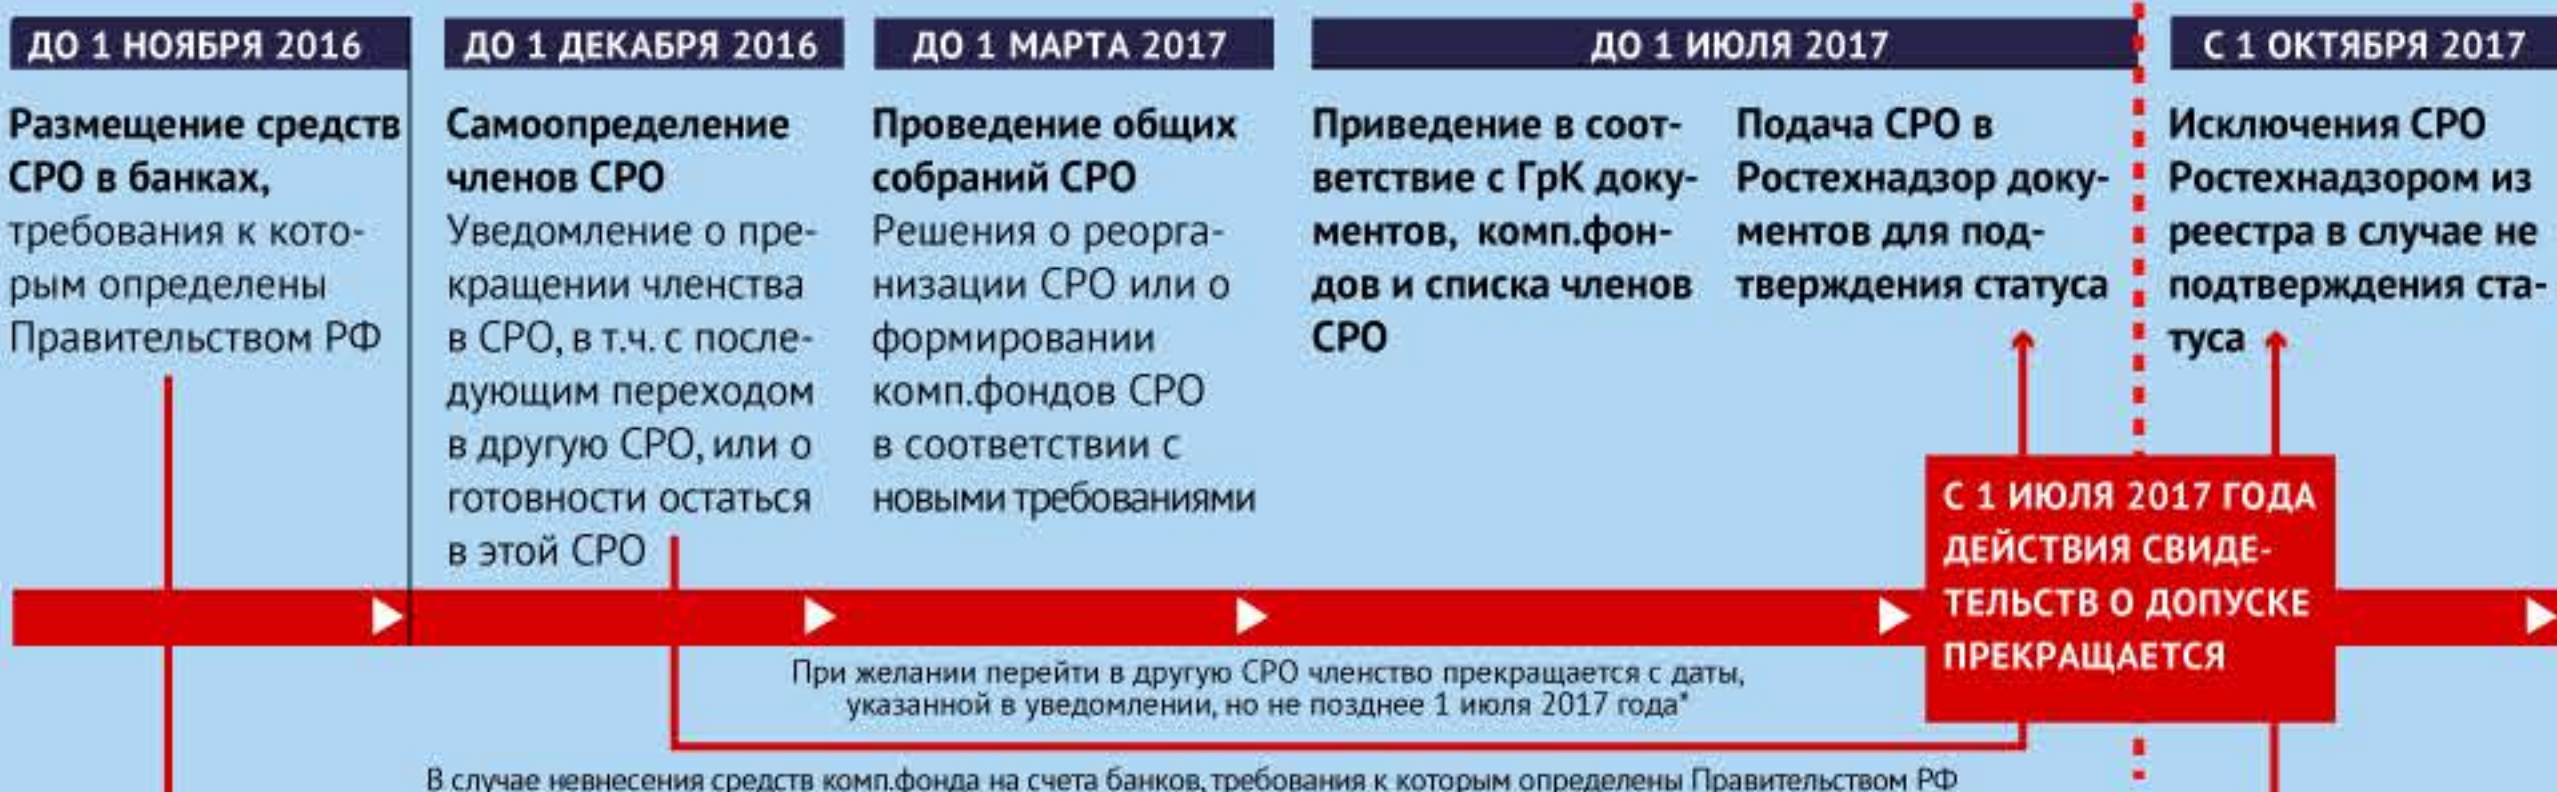 ДО 1 НОЯБРЯ 2016
Размещение средств
СРО в банках,
требования к кото-
рым определены
Правительством РФ
ДО 1 ДЕКАБРЯ 2016
Самоопределение
членов СРО
Уведомление о пре-
кращении членства
в СРО, в т.ч. с после-
дующим переходом
в другую СРО, или о
готовности остаться
в этой СРО
ДО 1 МАРТА 2017
Проведение общих
собраний СРО
Решения о реорга-
низации СРО или о
формировании
комп.фондов СРО
в соответствии с
новыми требованиями
ДО 1 ИЮЛЯ 2017
Приведение в соот-
ветствие с ГрК доку-
ментов, комп.фон-
дов и списка членов
СРО
Подача СРО в
Ростехнадзор доку-
ментов для под-
тверждения статуса
С 1 ОКТЯБРЯ 2017
Исключения СРО
Ростехнадзором из
реестра в случае не
подтверждения ста-
туса
С 1 ИЮЛЯ 2017 ГОДА
ДЕЙСТВИЯ СВИДЕ-
ТЕЛЬСТВ О ДОПУСКЕ
ПРЕКРАЩАЕТСЯ
При желании перейти в другую СРО членство прекращается с даты,
указанной в уведомлении, но не позднее 1 июля 2017 года*
В случае невнесения средств комп.фонда на счета банков, требования к которым определены Правительством РФ